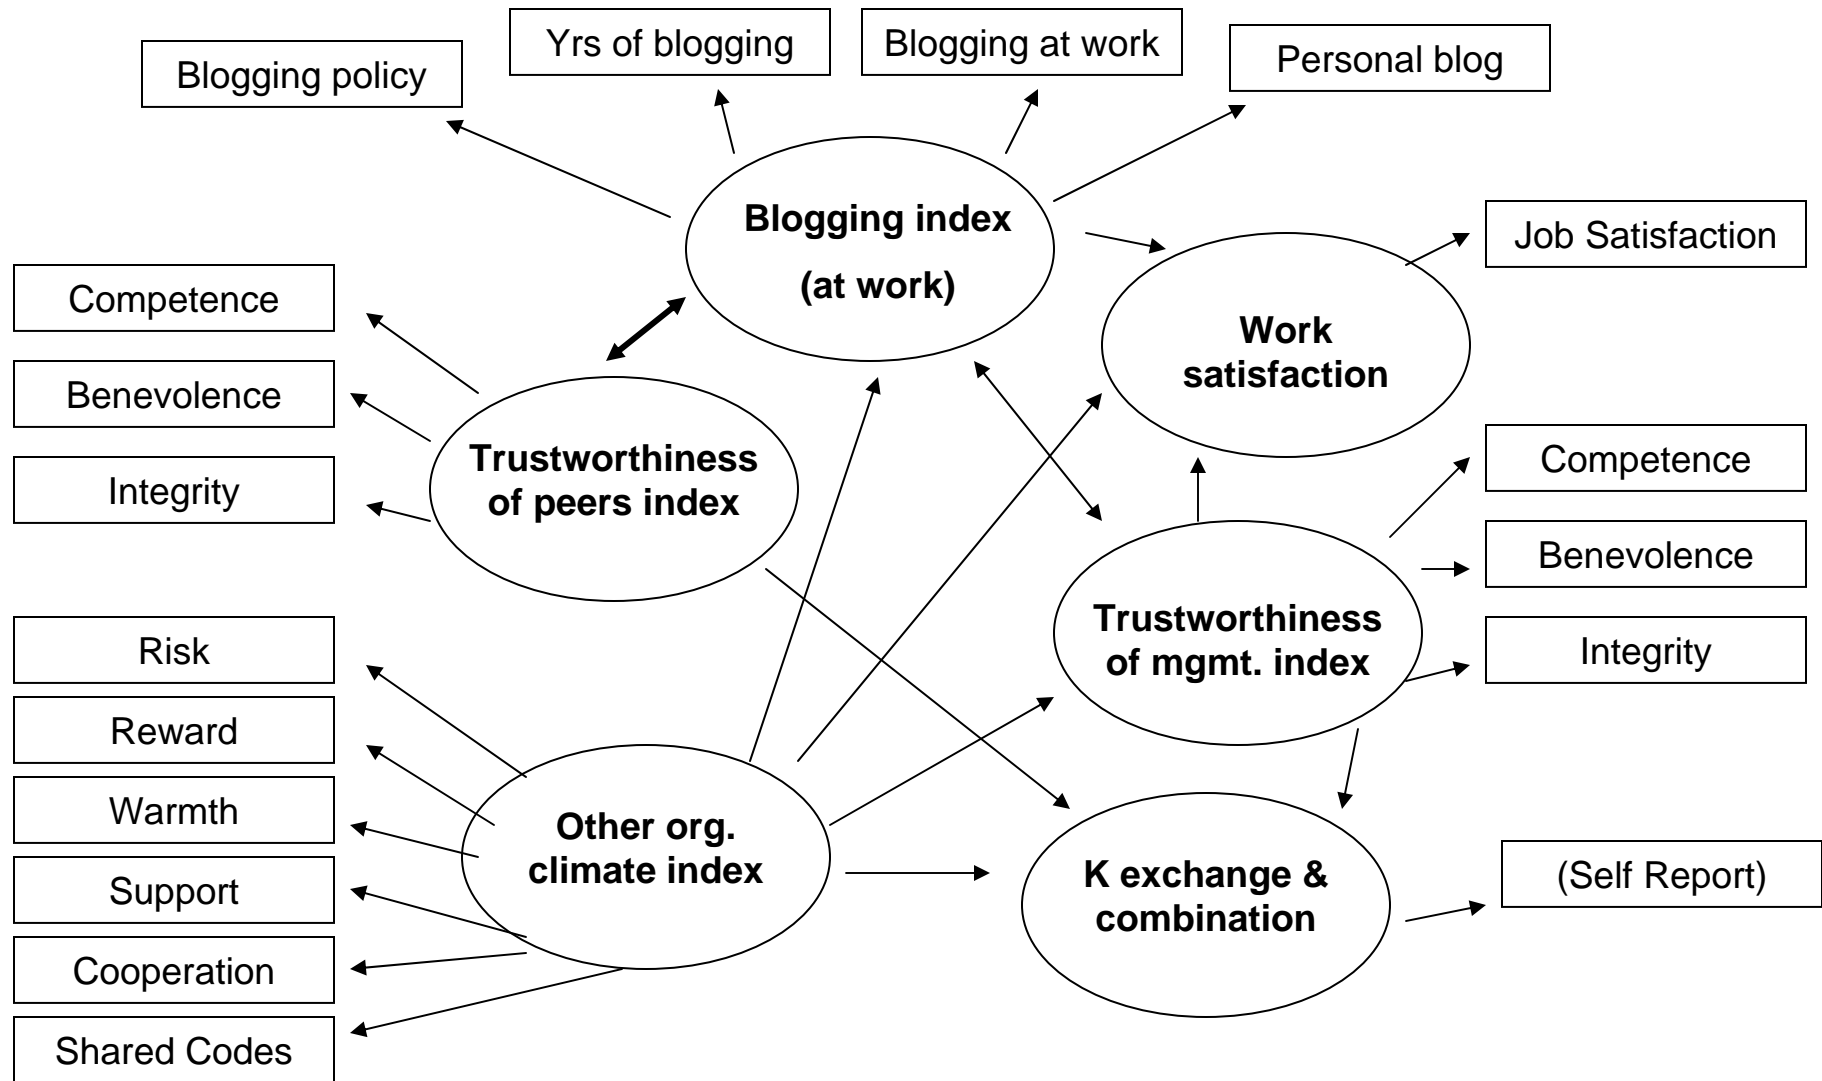 Blogging policy
Yrs of blogging
Blogging at work
Personal blog
Blogging index
(at work)
Job Satisfaction
Work
satisfaction
Competence
Benevolence
Integrity
Trustworthiness
of peers index
Competence
Benevolence
Integrity
Trustworthiness
of mgmt. index
Risk
Reward
Warmth
Support
Cooperation
Shared Codes
Other org.
climate index
K exchange &
combination
(Self Report)